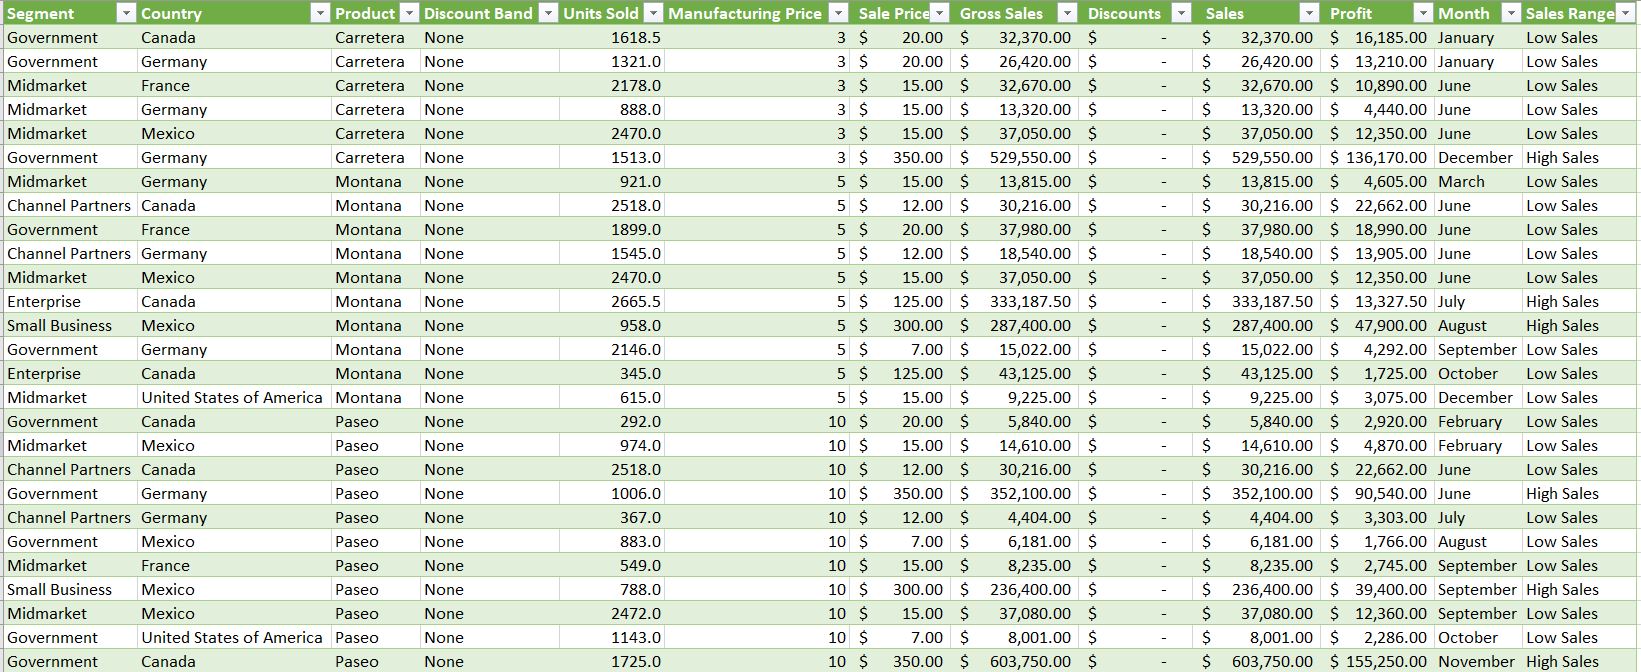 Segment Country Product Discount Band Units Sold Manufacturing Price Sale Price Gross Sales Discounts Sales Profit Month Sales Range
Government Canada Carretera None 1618.5 3 $ 20.00 $ 32,370.00 $ - $ 32,370.00 $ 16,185.00 January Low Sales
Government Germany Carretera None 1321.0 3 $ 20.00 $ 26,420.00 $ - $ 26,420.00 $ 13,210.00 January Low Sales
Midmarket France Carretera None 2178.0 3 $ 15.00 $ 32,670.00 $ - $ 32,670.00 $ 10,890.00 June Low Sales
Midmarket Germany Carretera None 888.0 3 $ 15.00 $ 13,320.00 $ - $ 13,320.00 $ 4,440.00 June Low Sales
Midmarket Mexico Carretera None 2470.0 3 $ 15.00 $ 37,050.00 $ - $ 37,050.00 $ 12,350.00 June Low Sales
Government Germany Carretera None 1513.0 3 $ 350.00 $ 529,550.00 $ - $ 529,550.00 $ 136,170.00 December High Sales
Midmarket Germany Montana None 921.0 5 $ 15.00 $ 13,815.00 $ - $ 13,815.00 $ 4,605.00 March Low Sales
Channel Partners Canada Montana None 2518.0 5 $ 12.00 $ 30,216.00 $ - $ 30,216.00 $ 22,662.00 June Low Sales
Government France Montana None 1899.0 5 $ 20.00 $ 37,980.00 $ - $ 37,980.00 $ 18,990.00 June Low Sales
Channel Partners Germany Montana None 1545.0 5 $ 12.00 $ 18,540.00 $ - $ 18,540.00 $ 13,905.00 June Low Sales
Midmarket Mexico Montana None 2470.0 5 $ 15.00 $ 37,050.00 $ - $ 37,050.00 $ 12,350.00 June Low Sales
Enterprise Canada Montana None 2665.5 5 $ 125.00 $ 333,187.50 $ - $ 333,187.50 $ 13,327.50 July High Sales
Small Business Mexico Montana None 958.0 5 $ 300.00 $ 287,400.00 $ - $ 287,400.00 $ 47,900.00 August High Sales
Government Germany Montana None 2146.0 5 $ 7.00 $ 15,022.00 $ - $ 15,022.00 $ 4,292.00 September Low Sales
Enterprise Canada Montana None 345.0 5 $ 125.00 $ 43,125.00 $ - $ 43,125.00 $ 1,725.00 October Low Sales
Midmarket United States of America Montana None 615.0 5 $ 15.00 $ 9,225.00 $ - $ 9,225.00 $ 3,075.00 December Low Sales
Government Canada Paseo None 292.0 10 $ 20.00 $ 5,840.00 $ - $ 5,840.00 $ 2,920.00 February Low Sales
Midmarket Mexico Paseo None 974.0 10 $ 15.00 $ 14,610.00 $ - $ 14,610.00 $ 4,870.00 February Low Sales
Channel Partners Canada Paseo None 2518.0 10 $ 12.00 $ 30,216.00 $ - $ 30,216.00 $ 22,662.00 June Low Sales
Government Germany Paseo None 1006.0 10 $ 350.00 $ 352,100.00 $ - $ 352,100.00 $ 90,540.00 June High Sales
Channel Partners Germany Paseo None 367.0 10 $ 12.00 $ 4,404.00 $ - $ 4,404.00 $ 3,303.00 July Low Sales
Government Mexico Paseo None 883.0 10 $ 7.00 $ 6,181.00 $ - $ 6,181.00 $ 1,766.00 August Low Sales
Midmarket France Paseo None 549.0 10 $ 15.00 $ 8,235.00 $ - $ 8,235.00 $ 2,745.00 September Low Sales
Small Business Mexico Paseo None 788.0 10 $ 300.00 $ 236,400.00 $ - $ 236,400.00 $ 39,400.00 September High Sales
Midmarket Mexico Paseo None 2472.0 10 $ 15.00 $ 37,080.00 $ - $ 37,080.00 $ 12,360.00 September Low Sales
Government United States of America Paseo None 1143.0 10 $ 7.00 $ 8,001.00 $ - $ 8,001.00 $ 2,286.00 October Low Sales
Government Canada Paseo None 1725.0 10 $ 350.00 $ 603,750.00 $ - $ 603,750.00 $ 155,250.00 November High Sales